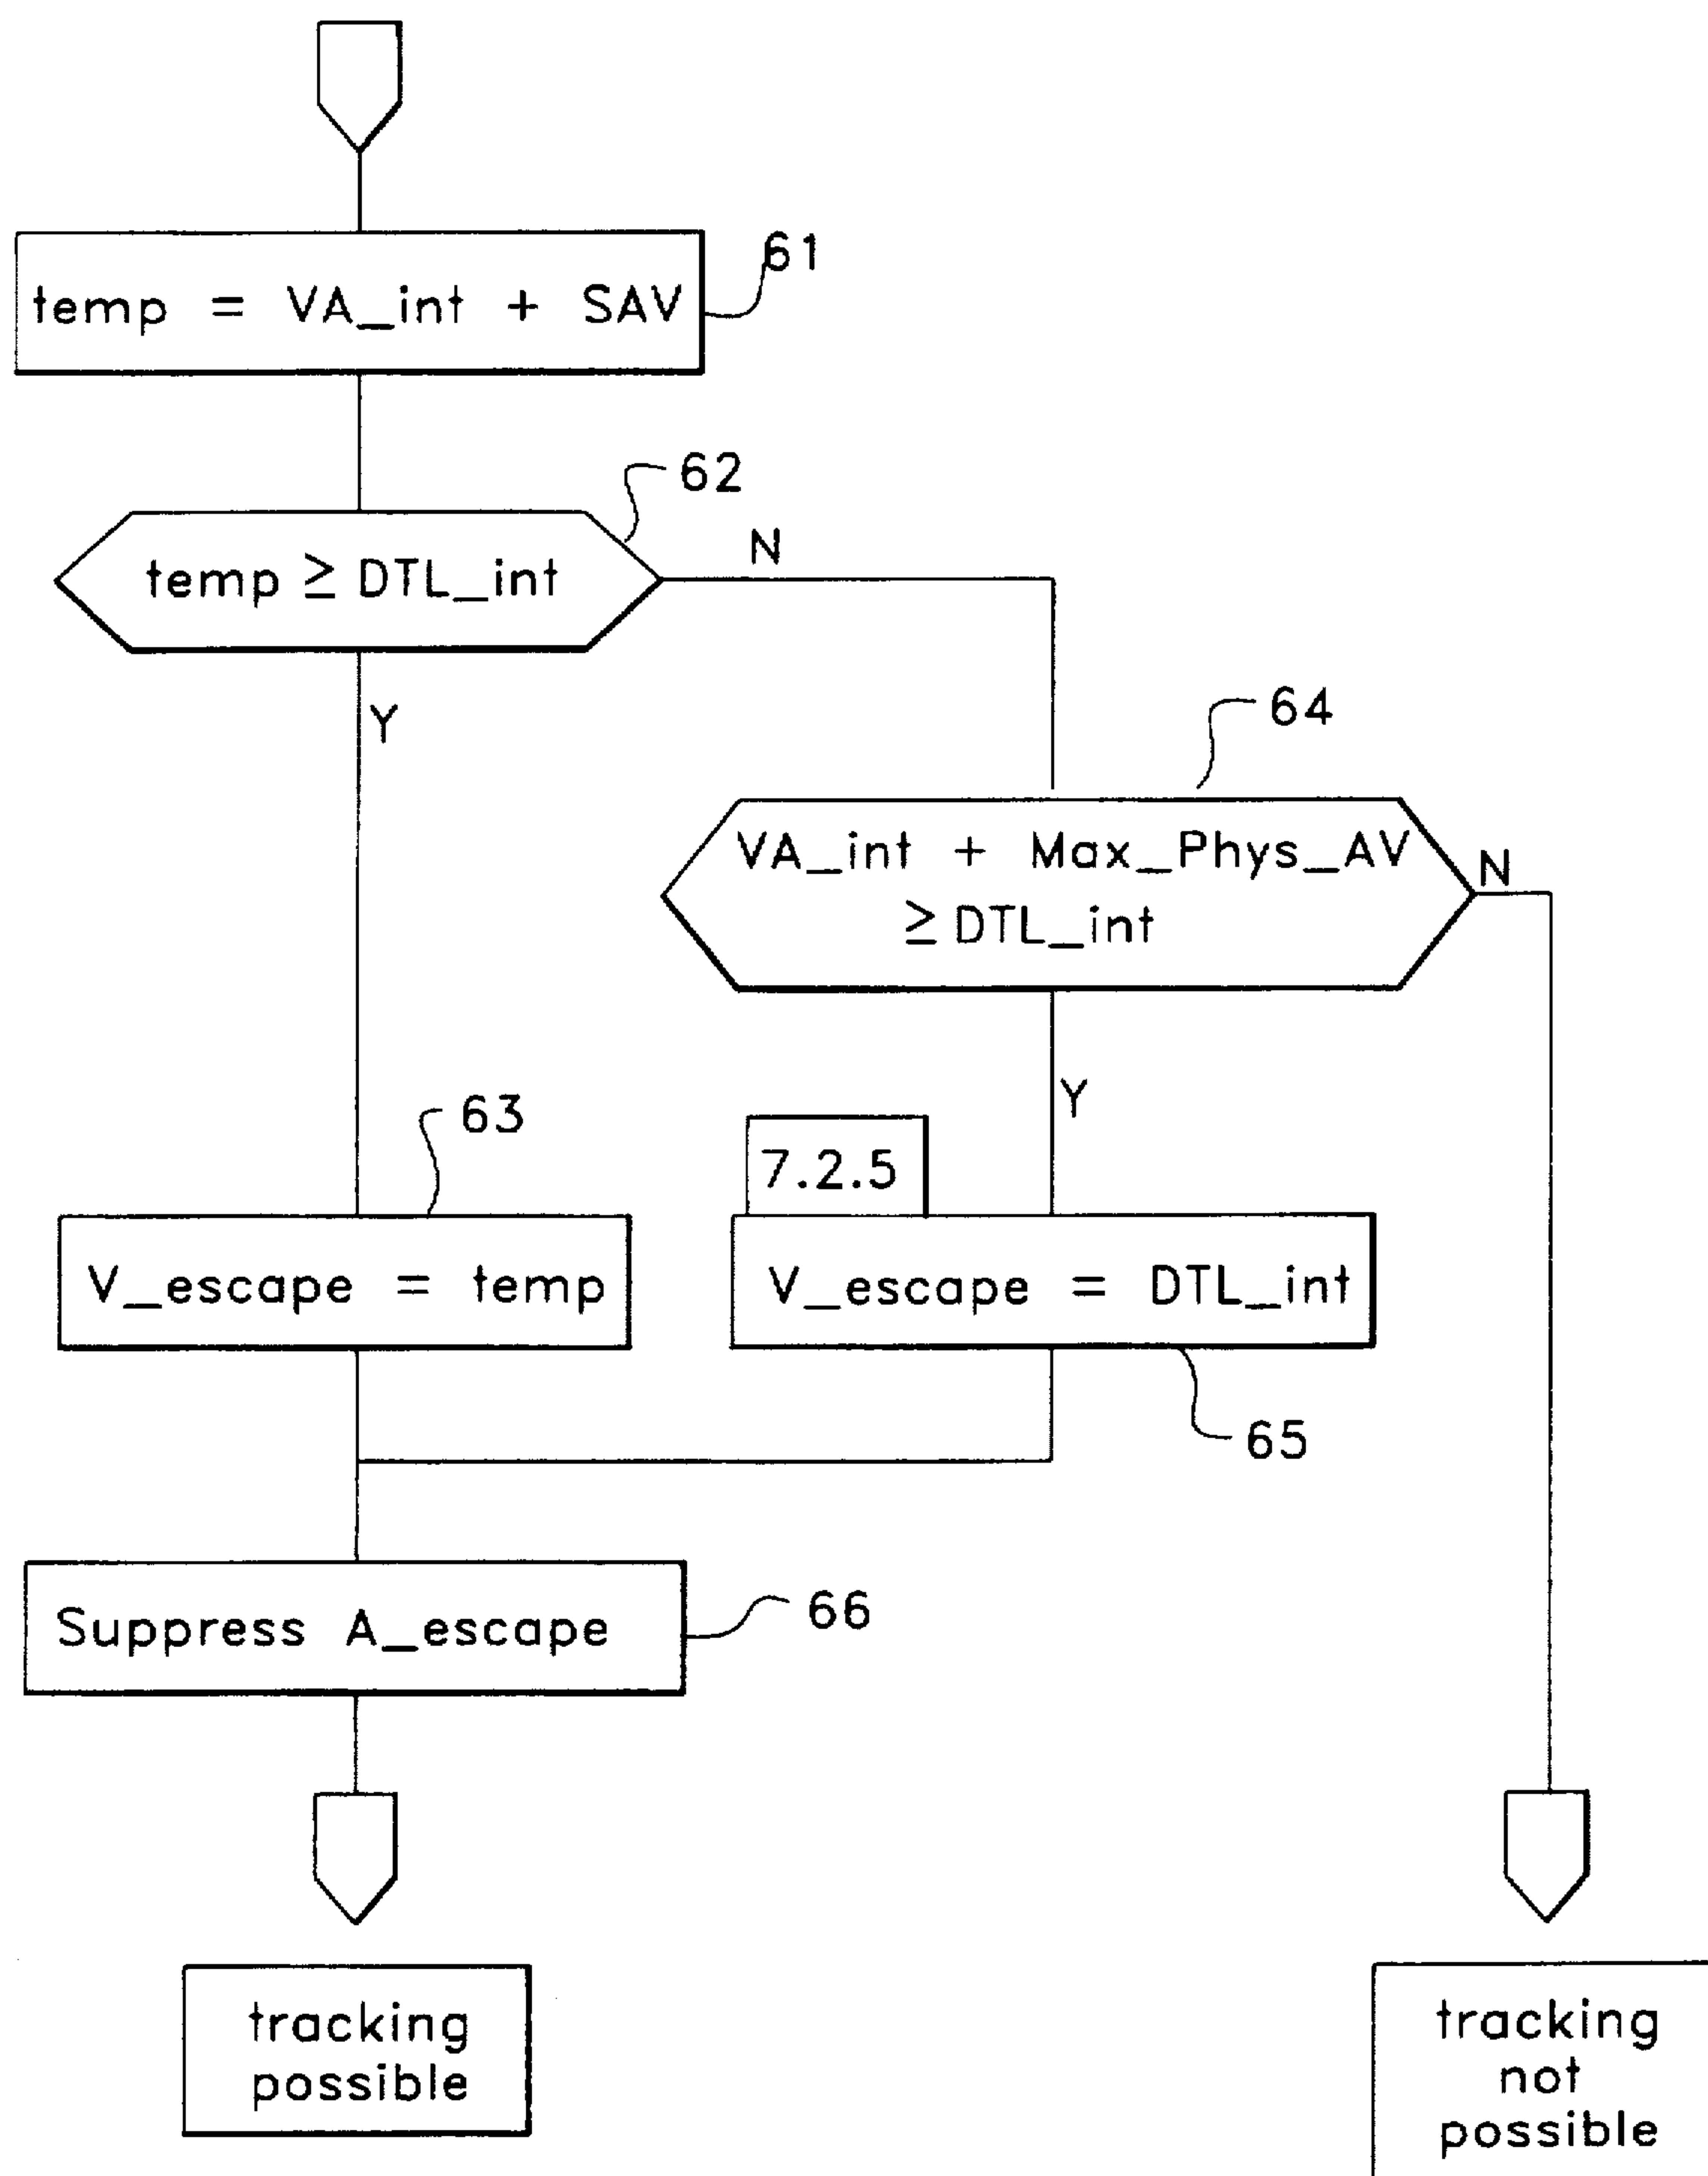 61
temp = VA_int + SAV
62
temp ≥ DTL_int
N
Y
64
VA_int + Max_Phys_AV
≥ DTL_int
N
Y
63
7.2.5
V_escape = temp
V_escape = DTL_int
65
Suppress A_escape
66
tracking
possible
tracking
not
possible